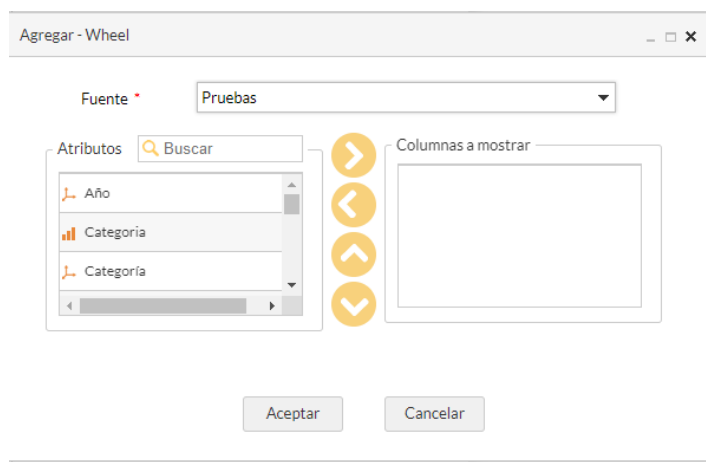 Agregar - Wheel
Fuente *
Pruebas
Atributos
Buscar
Columnas a mostrar
Año
Categoria
Categoría
Aceptar
Cancelar